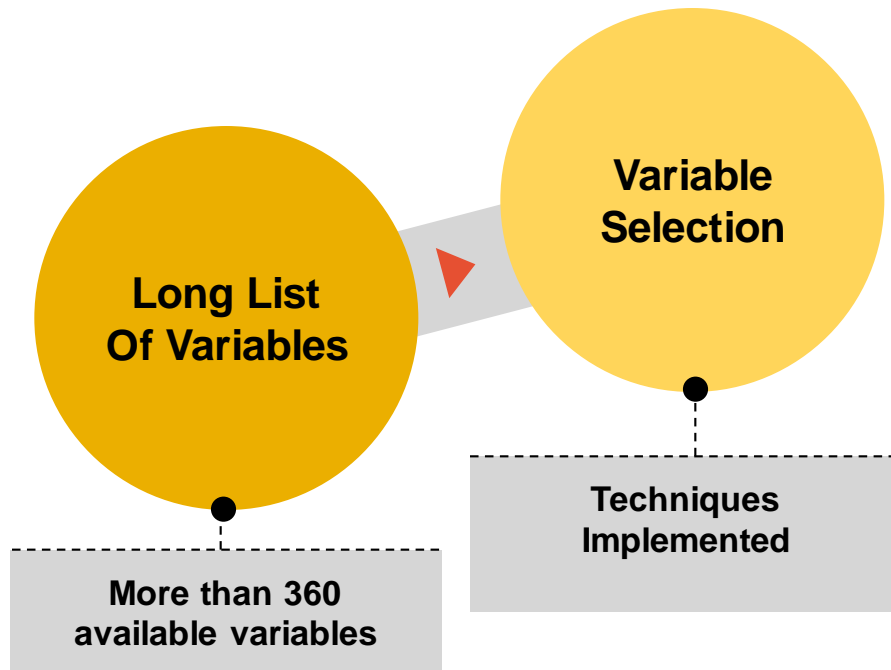 Long List
Of Variables
More than 360
available variables
Variable
Selection
Techniques
Implemented